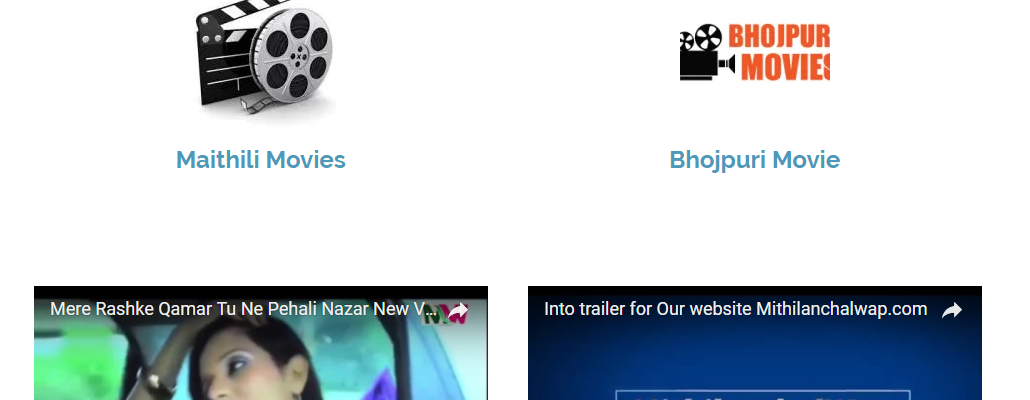 BHOJPUR
MOVIES
Maithili Movies
Bhojpuri Movie
Mere Rashke Qamar Tu Ne Pehali Nazar New V...
Into trailer for Our website Mithilanchalwap.com